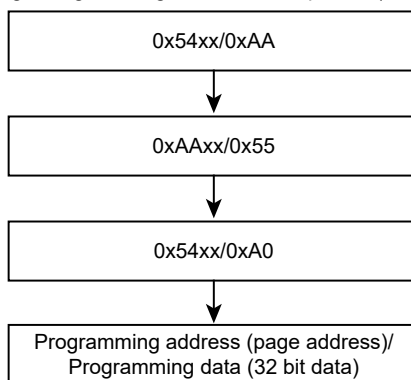 0x54xx/0xAA
0xAAxx/0x55
0x54xx/0xA0
Programming address (page address)/
Programming data (32 bit data)